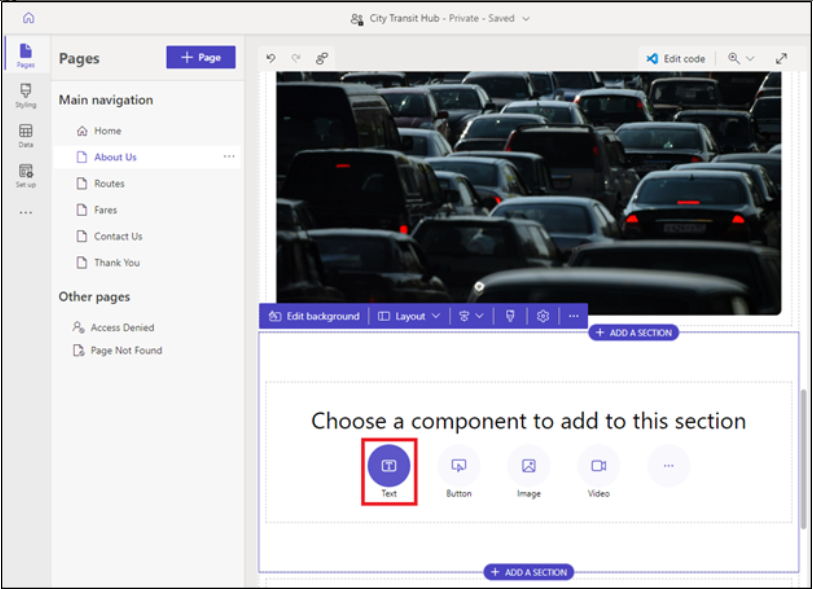 City Transit Hub - Private - Saved
Pages
Styling
Data
Set up
Pages
+ Page
Main navigation
Home
About Us
Routes
Fares
Contact Us
Thank You
Other pages
Access Denied
Page Not Found
Edit code
Edit background
Layout
+ ADD A SECTION
Choose a component to add to this section
Text
Button
Image
Video
+ ADD A SECTION